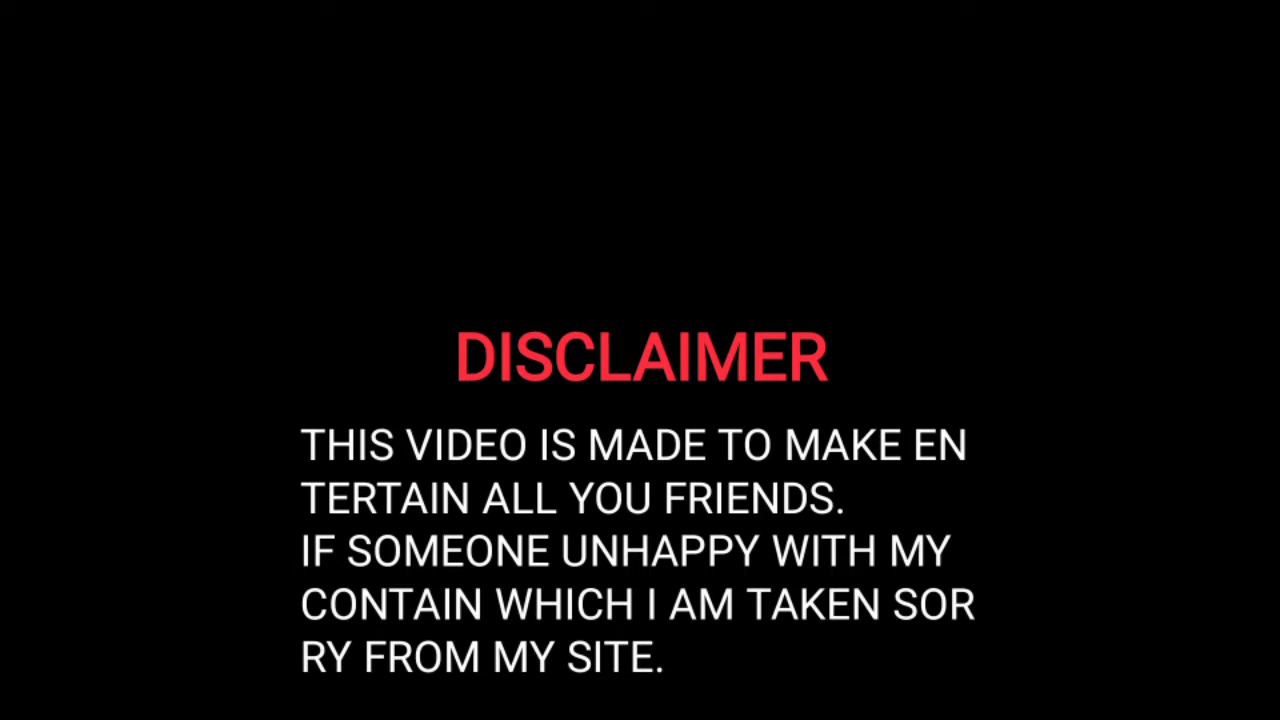 DISCLAIMER
THIS VIDEO IS MADE TO MAKE EN
TERTAIN ALL YOU FRIENDS.
IF SOMEONE UNHAPPY WITH MY
CONTAIN WHICH I AM TAKEN SOR
RY FROM MY SITE.